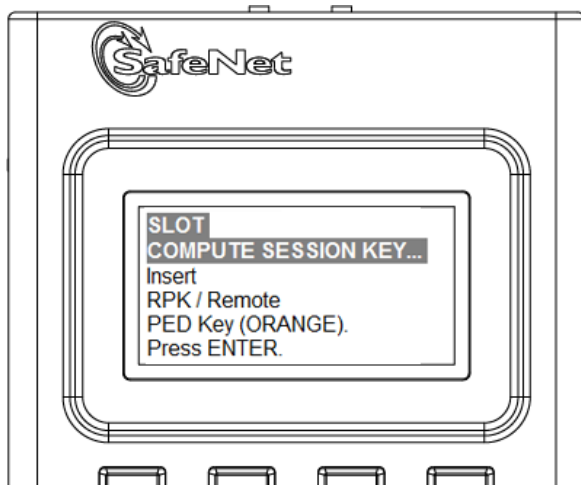 SafeNet
SLOT
COMPUTE SESSION KEY...
Insert
RPK / Remote
PED Key (ORANGE).
Press ENTER.